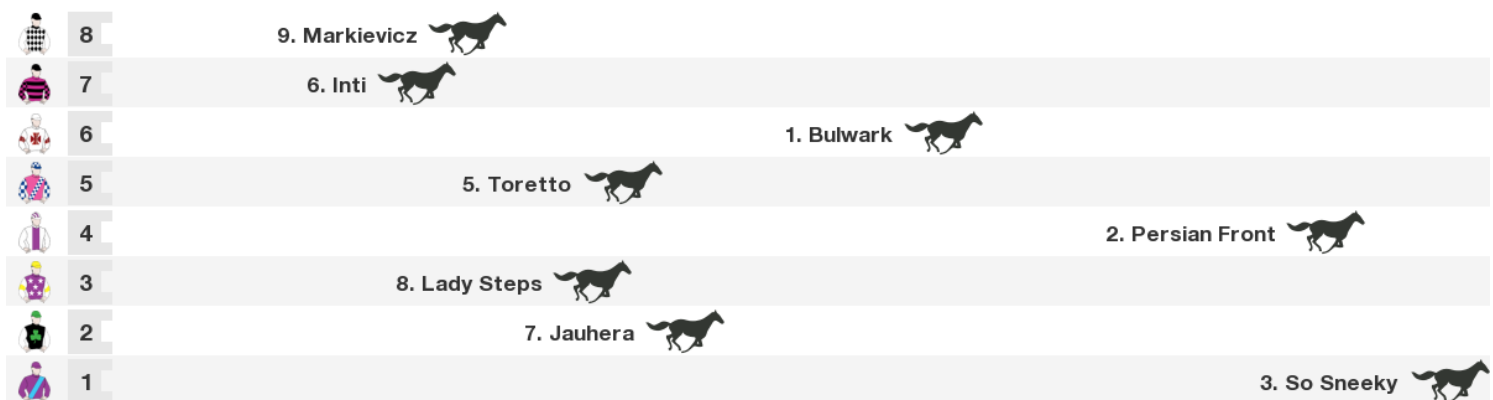 8 9. Markievicz
7 6. Inti
6 1. Bulwark
5 5. Toretto
4 2. Persian Front
3 8. Lady Steps
2 7. Jauhera
1 3. So Sneeky